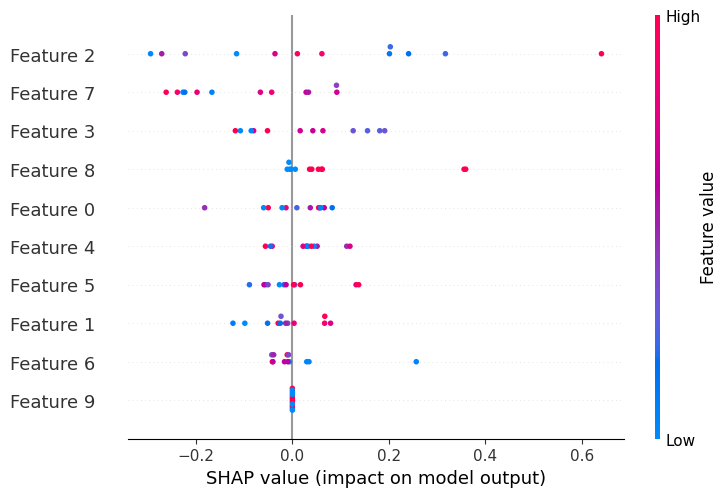 High
Feature 2
Feature 7
Feature 3
Feature 8
Feature 0
Feature 4
Feature 5
Feature 1
Feature 6
Feature 9
Feature value
Low
−0.2 0.0 0.2 0.4 0.6
SHAP value (impact on model output)